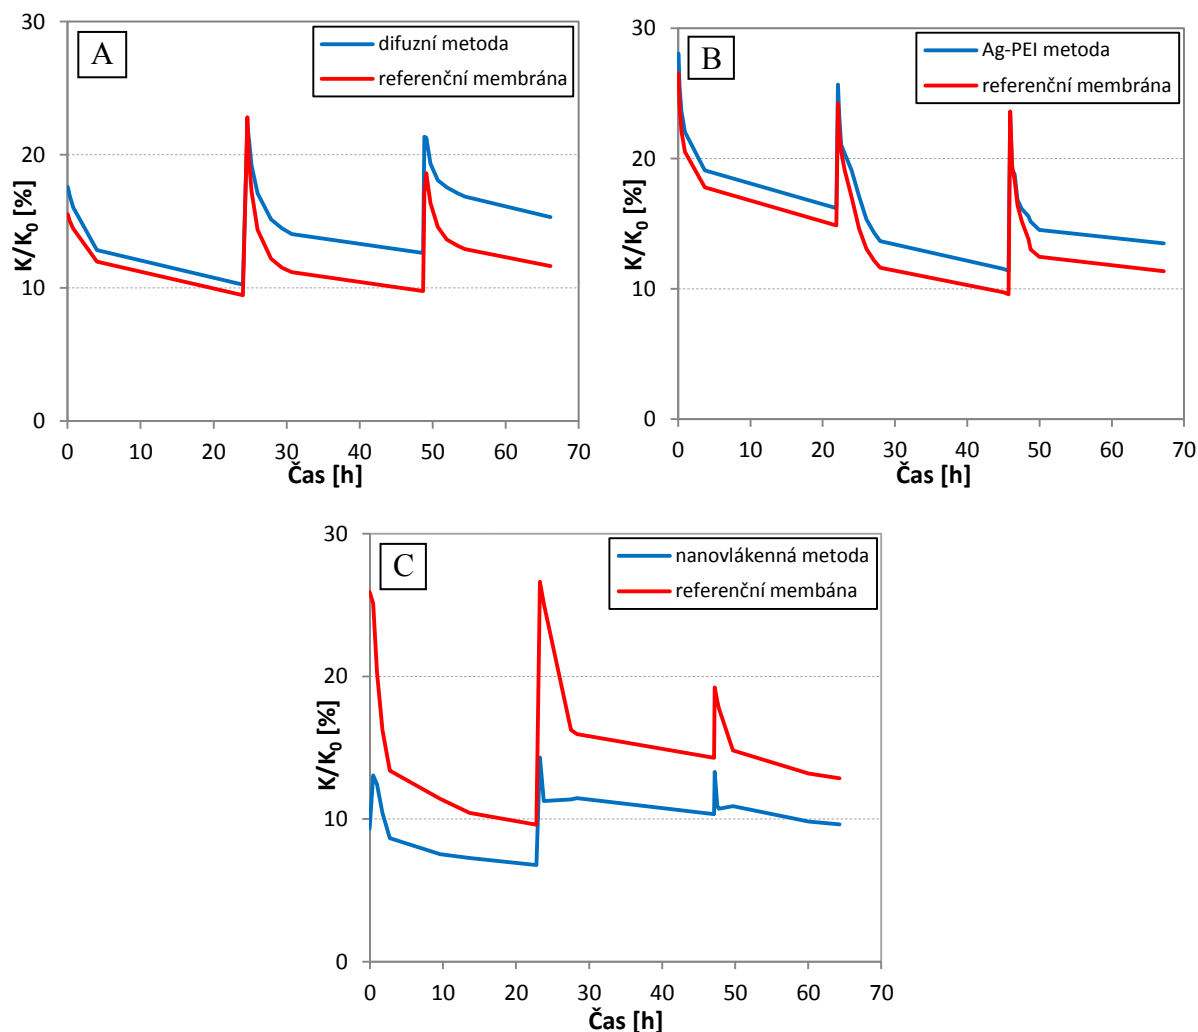 A
difuzní metoda
referenční membrána
30
20
10
0
K/K0 [%]
0 10 20 30 40 50 60 70
Čas [h]
B
Ag-PEI metoda
referenční membrána
30
20
10
0
K/K0 [%]
0 10 20 30 40 50 60 70
Čas [h]
C
nanovlákenná metoda
referenční membána
30
20
10
0
K/K0 [%]
0 10 20 30 40 50 60 70
Čas [h]